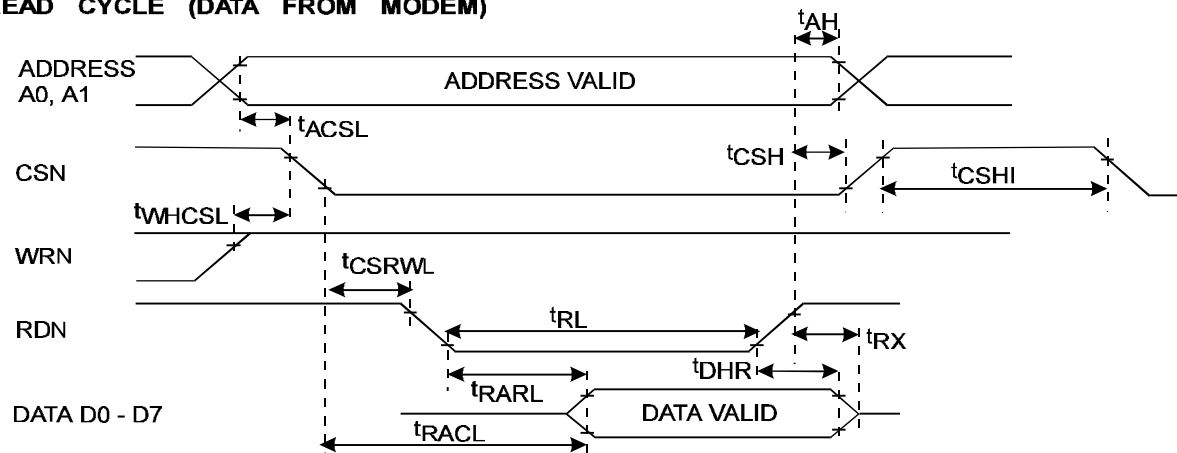 READ CYCLE (DATA FROM MODEM)
tAH
ADDRESS
A0, A1
ADDRESS VALID
tACSL
CSN
tCSH
tCSHI
tWHCSL
WRN
tCSRWL
RDN
tRL
tRX
tDHR
tRARL
DATA D0 - D7
DATA VALID
tRACL